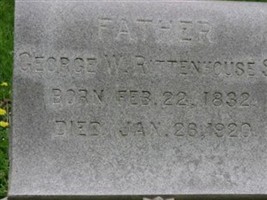 FATHER
GEORGE W. RITTENHOUSE S
BORN FEB. 22, 1832.
DIED JAN. 26, 1920.